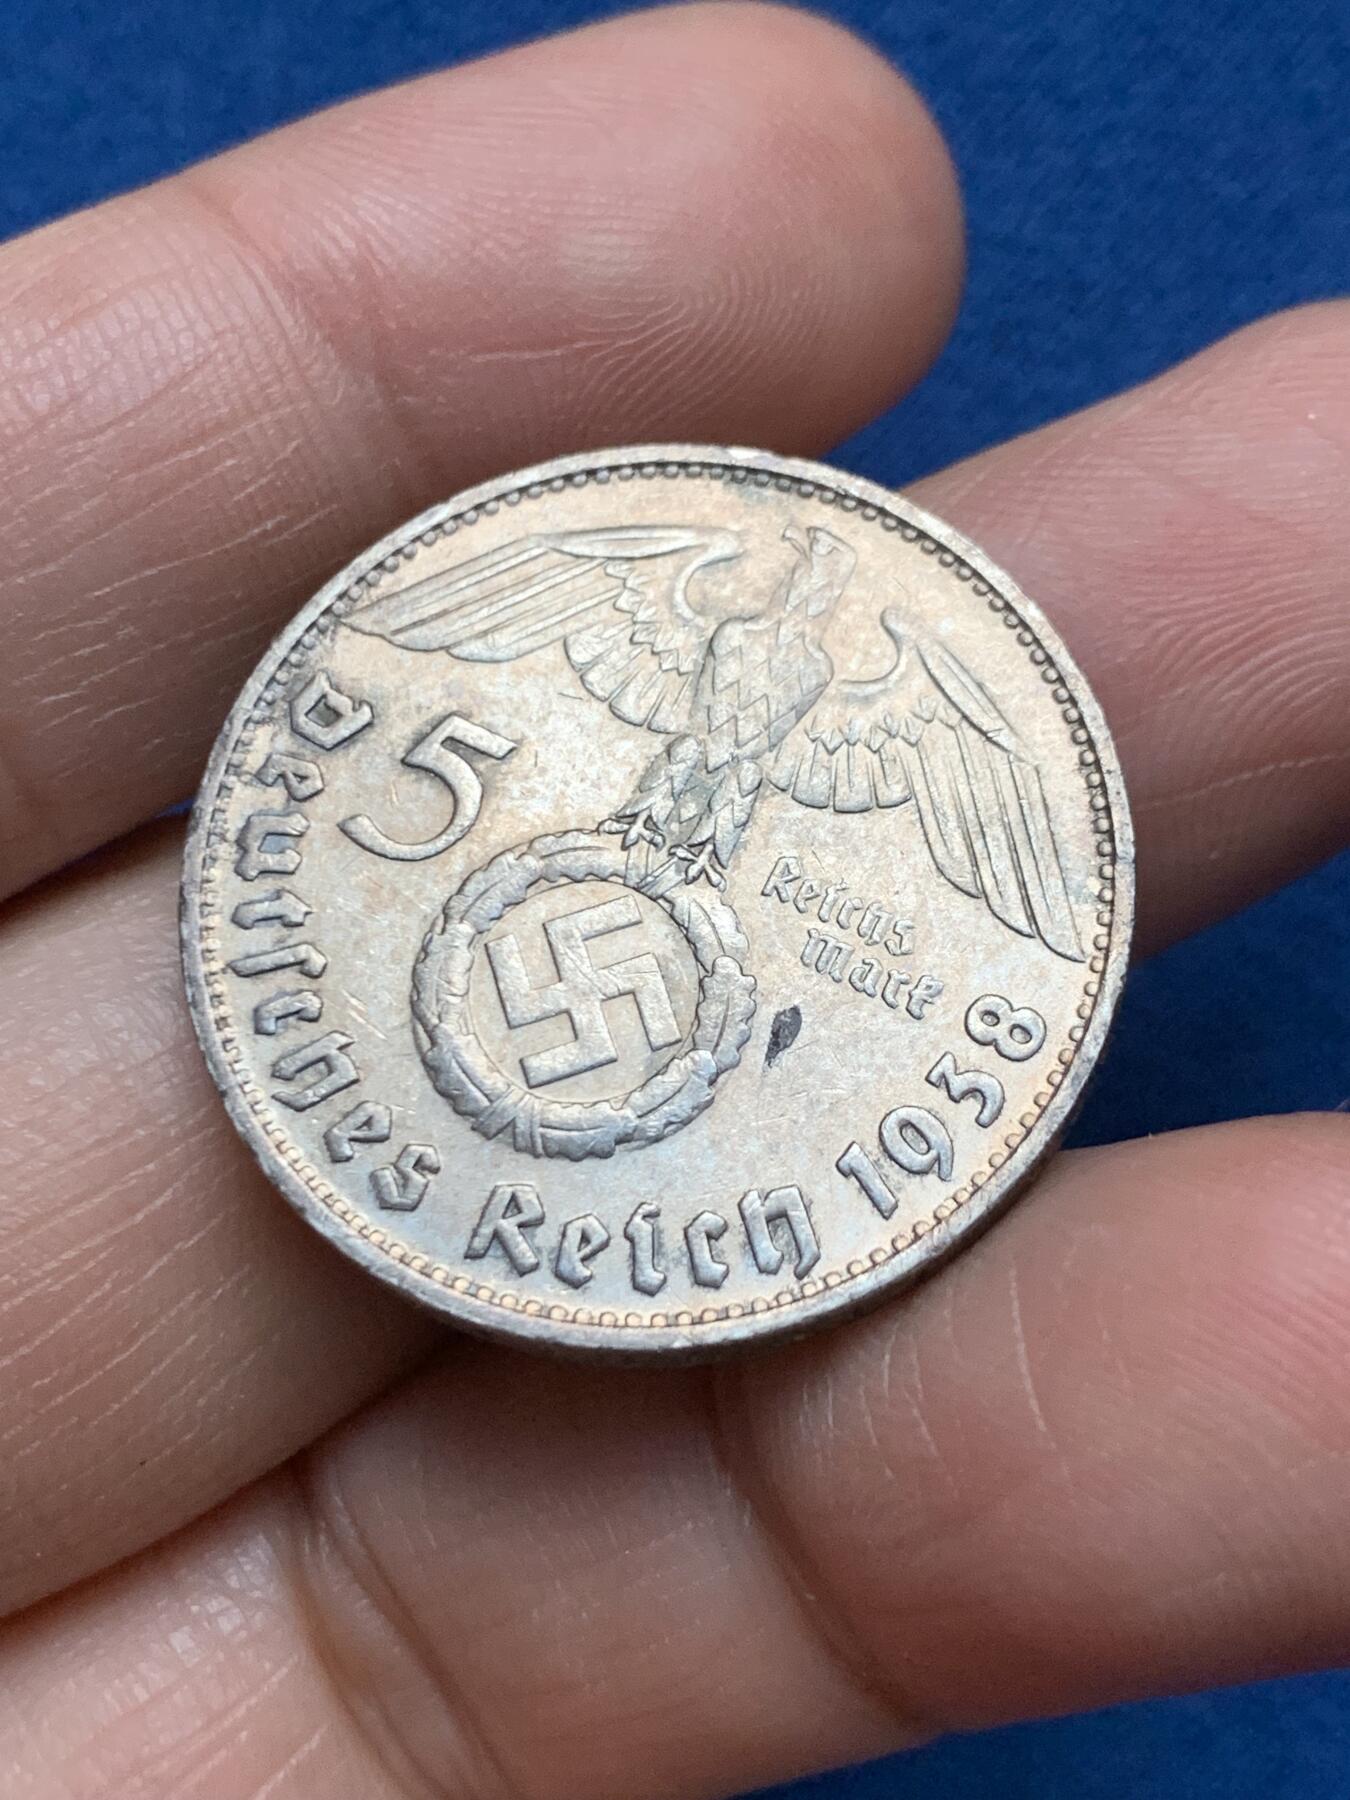 5
Reichs
mark
Deutsches Reich 1938